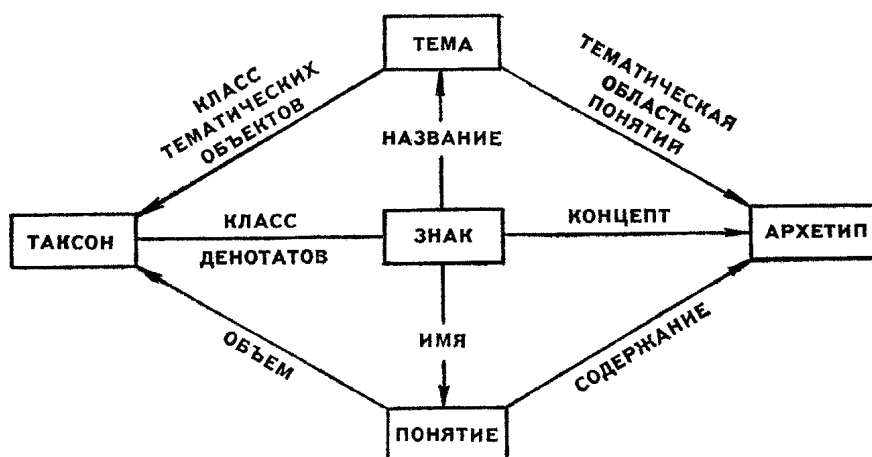 ТЕМА
КЛАСС
ТЕМАТИЧЕСКИХ
ОБЪЕКТОВ
ТЕМАТИЧЕСКАЯ
ОБЛАСТЬ
ПОНЯТИЙ
НАЗВАНИЕ
ТАКСОН
КЛАСС
ДЕНОТАТОВ
ЗНАК
КОНЦЕПТ
АРХЕТИП
ОБЪЕМ
ИМЯ
СОДЕРЖАНИЕ
ПОНЯТИЕ